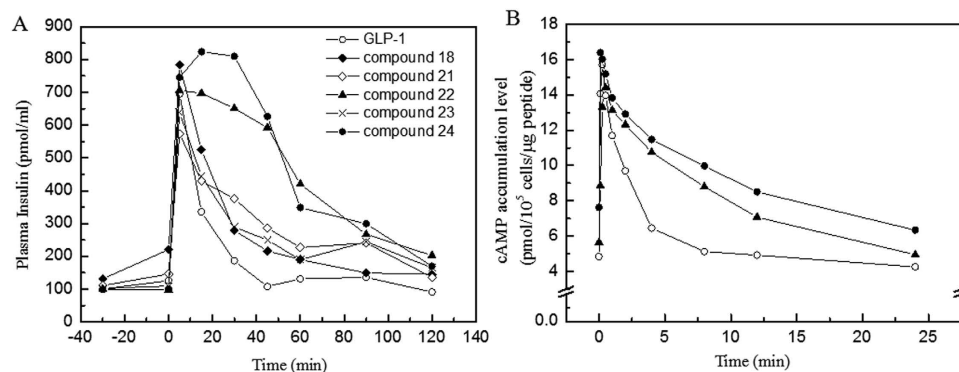 A
Plasma Insulin (pmol/ml)
900
800
700
600
500
400
300
200
100
0
-40 -20 0 20 40 60 80 100 120 140
Time (min)
GLP-1
compound 18
compound 21
compound 22
compound 23
compound 24
B
cAMP accumulation level
(pmol/10⁵ cells/µg peptide)
18
16
14
12
10
8
6
4
0.0
0 5 10 15 20 25
Time (min)